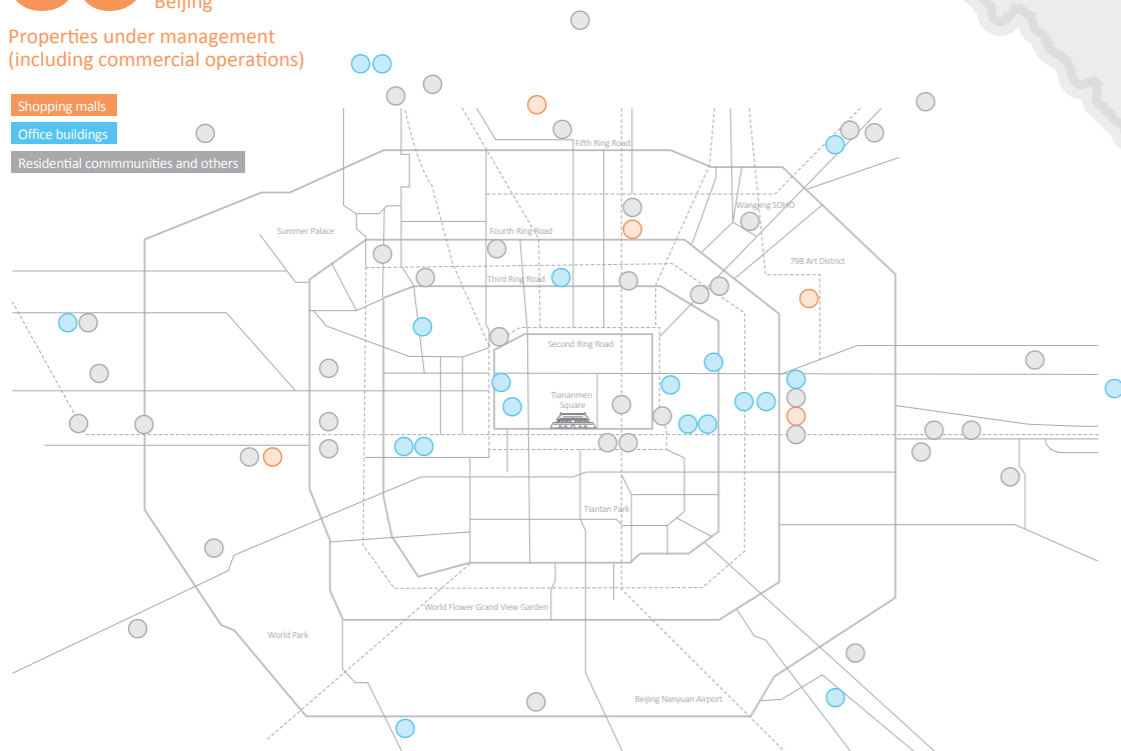 Beijing
Properties under management
(including commercial operations)
Shopping malls
Office buildings
Residential commmunities and others
Fifth Ring Road
Wangjing SOHO
Summer Palace
Fourth Ring Road
798 Art District
Third Ring Road
Second Ring Road
Tiananmen
Square
Tiantan Park
World Flower Grand View Garden
World Park
Beijing Nanyuan Airport